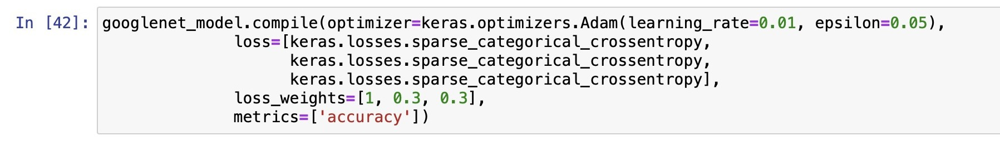 In [42]: googlenet_model.compile(optimizer=keras.optimizers.Adam(learning_rate=0.01, epsilon=0.05),
              loss=[keras.losses.sparse_categorical_crossentropy,
                    keras.losses.sparse_categorical_crossentropy,
                    keras.losses.sparse_categorical_crossentropy],
              loss_weights=[1, 0.3, 0.3],
              metrics=['accuracy'])